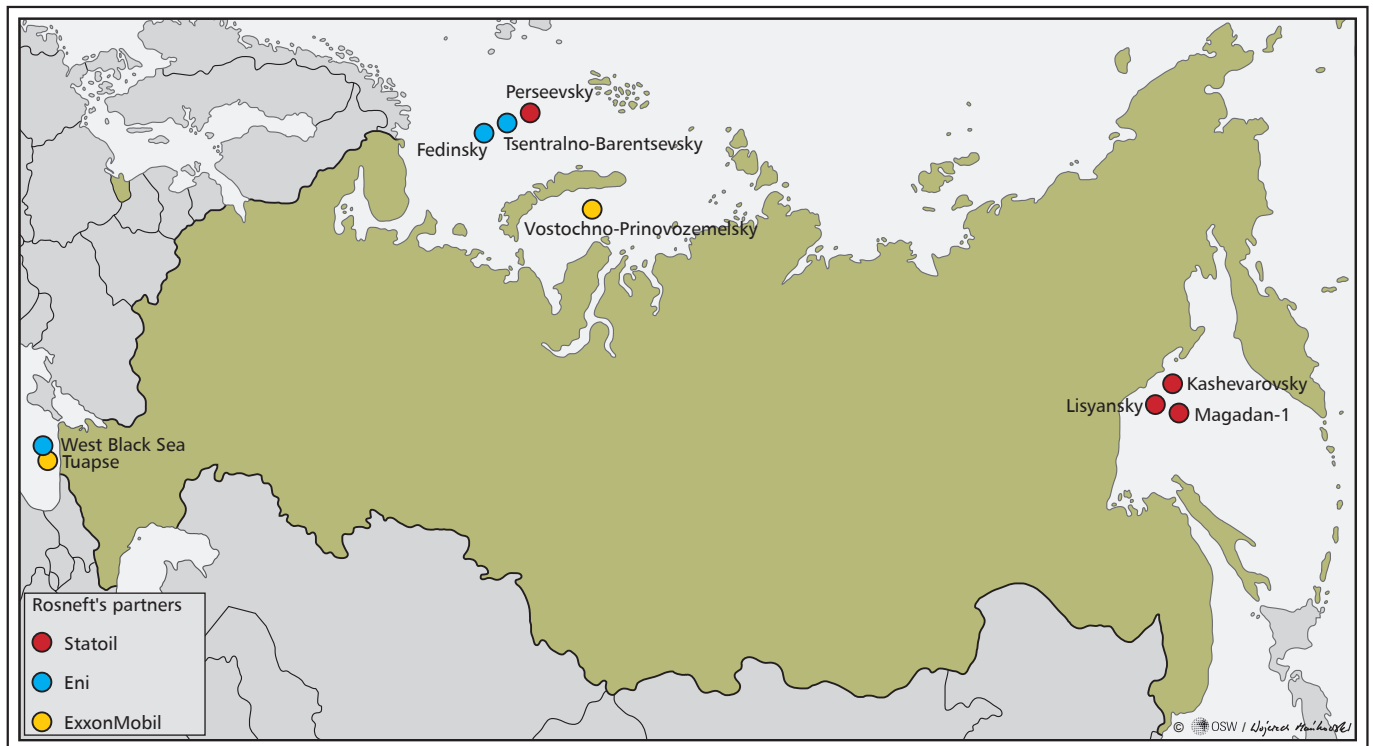 Perseevsky
Tsentralno-Barentsevsky
Fedinsky
Vostochno-Prinovozemelsky
Kashevarovsky
Lisyansky
Magadan-1
West Black Sea
Tuapse
Rosneft's partners
Statoil
Eni
ExxonMobil
© OSW /